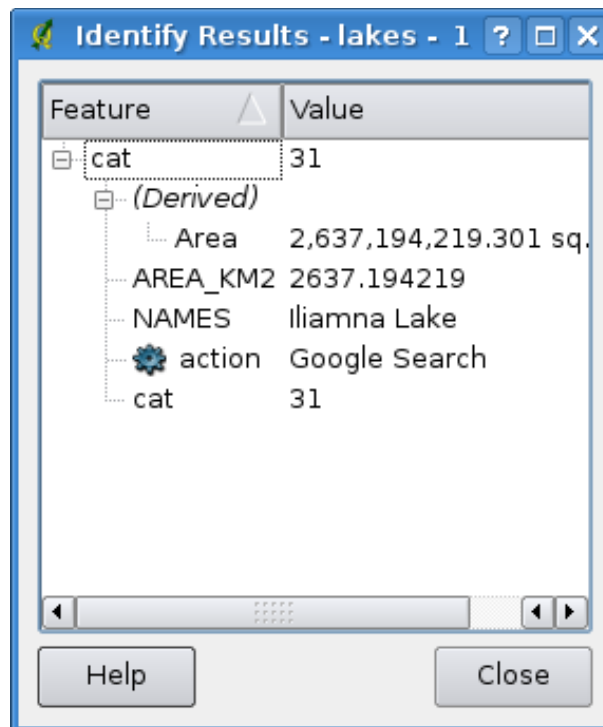 Identify Results - lakes - 1
Feature Value
cat 31
(Derived)
Area 2,637,194,219.301 sq.
AREA_KM2 2637.194219
NAMES Iliamna Lake
action Google Search
cat 31
Help Close